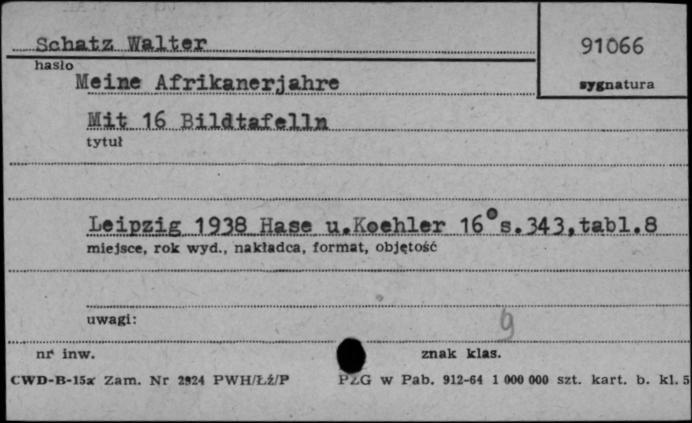 Schatz Walter
91066
hasło
sygnatura
Meine Afrikanerjahre
Mit 16 Bildtafelln
tytuł
Leipzig 1938 Hase u.Koehler 16° s.343,tabl.8
miejsce, rok wyd., nakładca, format, objętość
uwagi:
9
nr inw.
znak klas.
CWD-B-15a Zam. Nr 2924 PWH/Łź/P
PZG w Pab. 912-64 1 000 000 szt. kart. b. kl. 5